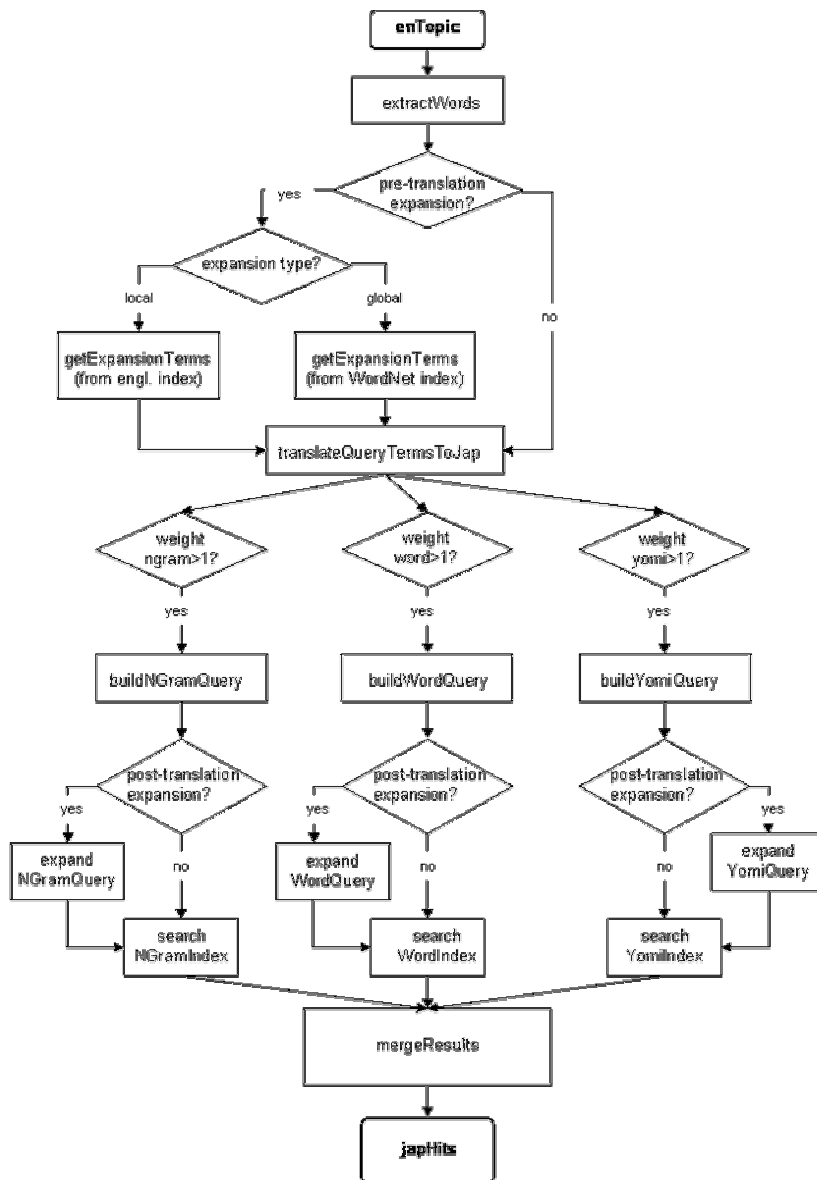 enTopic
extractWords
pre-translation
expansion?
yes
expansion type?
local
global
no
getExpansionTerms
(from engl. index)
getExpansionTerms
(from WordNet index)
translateQueryTermsToJap
weight
ngram>1?
weight
word>1?
weight
yomi>1?
yes
yes
yes
buildNGramQuery
buildWordQuery
buildYomiQuery
post-translation
expansion?
post-translation
expansion?
post-translation
expansion?
yes
yes
yes
expand
NGramQuery
no
expand
WordQuery
no
no
expand
YomiQuery
search
NGramIndex
search
WordIndex
search
YomiIndex
mergeResults
japHits